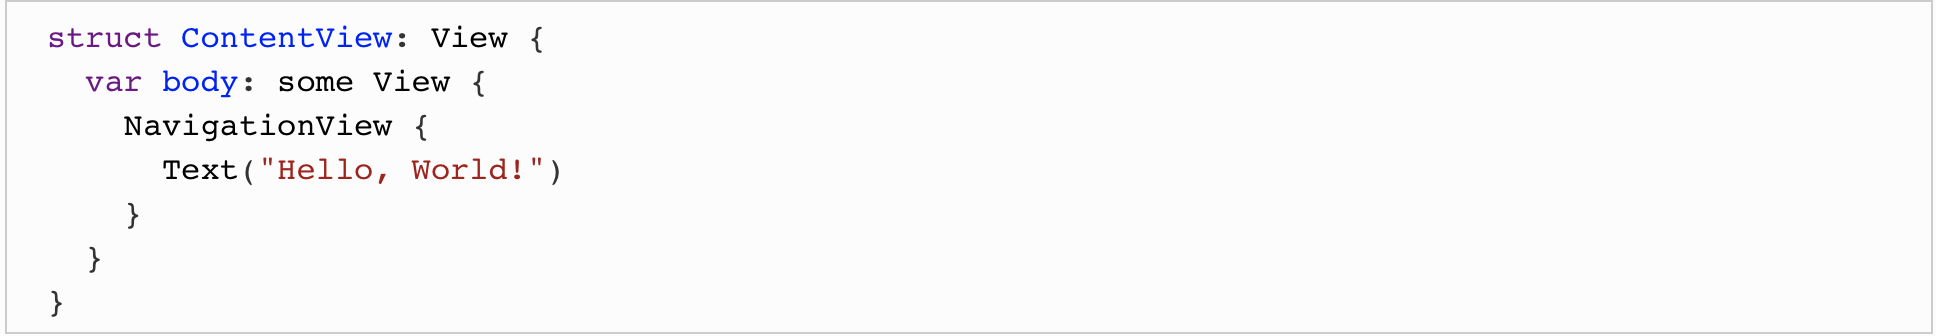 struct ContentView: View {
  var body: some View {
    NavigationView {
      Text("Hello, World!")
    }
  }
}